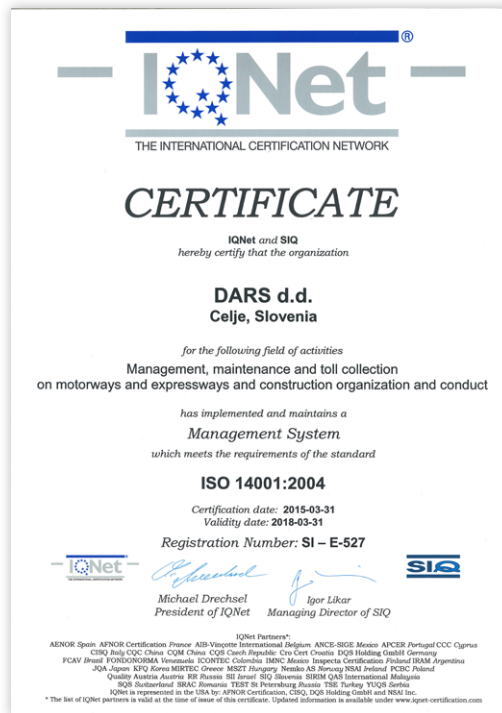 IQNet ®
THE INTERNATIONAL CERTIFICATION NETWORK
CERTIFICATE
IQNet and SIQ
hereby certify that the organization
DARS d.d.
Celje, Slovenia
for the following field of activities
Management, maintenance and toll collection
on motorways and expressways and construction organization and conduct
has implemented and maintains a
Management System
which meets the requirements of the standard
ISO 14001:2004
Certification date: 2015-03-31
Validity date: 2018-03-31
Registration Number: SI – E-527
IQNet
SIQ
Michael Drechsel
President of IQNet
Igor Likar
Managing Director of SIQ
IQNet Partners*:
AENOR Spain AFNOR Certification France AIB-Vinçotte International Belgium ANCE-SIGE Mexico APCER Portugal CCC Cyprus
CISQ Italy CQC China CQM China CQS Czech Republic Cro Cert Croatia DQS Holding GmbH Germany
FCAV Brazil FONDONORMA Venezuela ICONTEC Colombia IMNC Mexico Inspecta Certification Finland IRAM Argentina
JQA Japan KFQ Korea MIRTEC Greece MSZT Hungary Nemko AS Norway NSAI Ireland PCBC Poland
Quality Austria Austria RR Russia SII Israel SIQ Slovenia SIRIM QAS International Malaysia
SQS Switzerland SRAC Romania TEST St Petersburg Russia TSE Turkey YUQS Serbia
IQNet is represented in the USA by: AFNOR Certification, CISQ, DQS Holding GmbH and NSAI Inc.
* The list of IQNet partners is valid at the time of issue of this certificate. Updated information is available under www.iqnet-certification.com